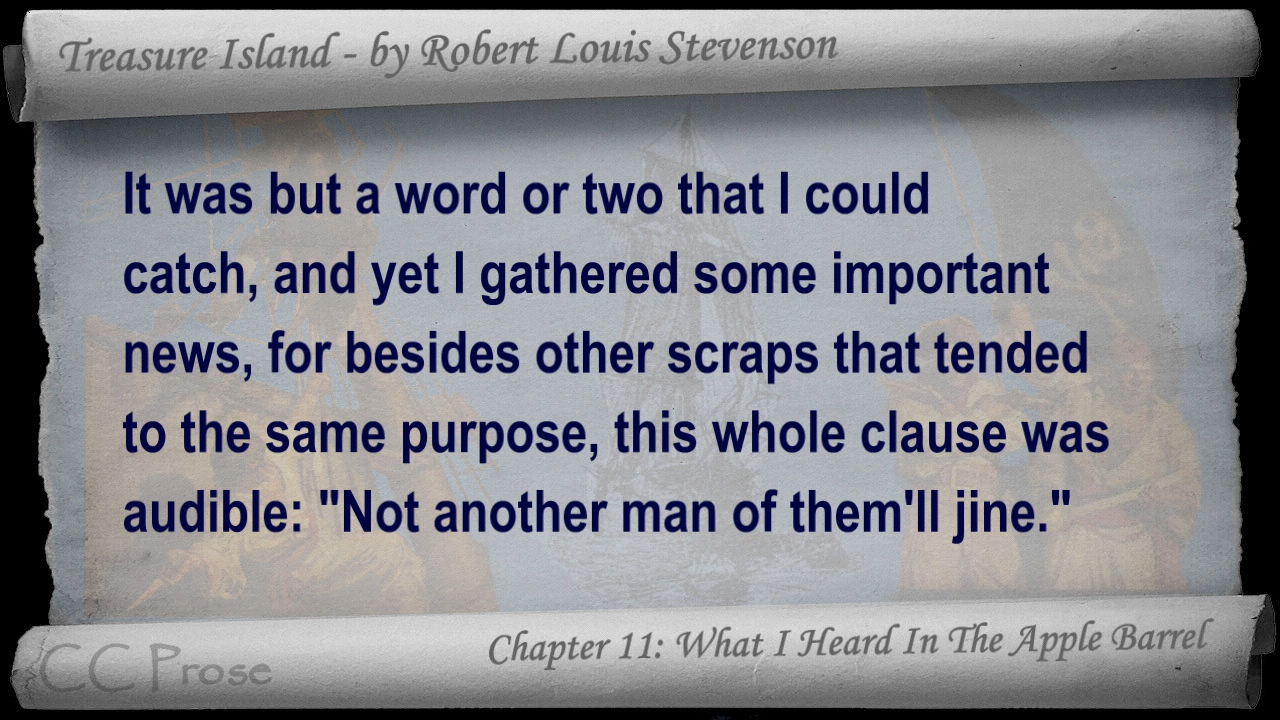 Treasure Island - by Robert Louis Stevenson
It was but a word or two that I could
catch, and yet I gathered some important
news, for besides other scraps that tended
to the same purpose, this whole clause was
audible: "Not another man of them'll jine."
Chapter 11: What I Heard In The Apple Barrel
CC Prose